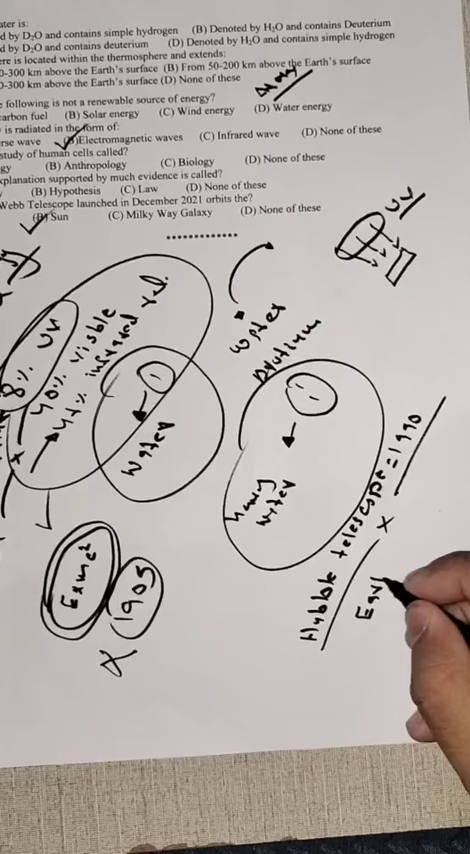 ater is:
d by D₂O and contains simple hydrogen (B) Denoted by H₂O and contains Deuterium
d by D₂O and contains deuterium (D) Denoted by H₂O and contains simple hydrogen
ere is located within the thermosphere and extends:
0-300 km above the Earth's surface (B) From 50-200 km above the Earth's surface
0-300 km above the Earth's surface (D) None of these
e following is not a renewable source of energy?
arbon fuel (B) Solar energy (C) Wind energy (D) Water energy
is radiated in the form of:
rse wave (B)Electromagnetic waves (C) Infrared wave (D) None of these
study of human cells called?
gy (B) Anthropology (C) Biology (D) None of these
xplanation supported by much evidence is called?
(B) Hypothesis (C) Law (D) None of these
Webb Telescope launched in December 2021 orbits the?
(B) Sun (C) Milky Way Galaxy (D) None of these
UV
8% UV
40% visible
water
water
heavy
water
Hubble telescope = 1990
1905